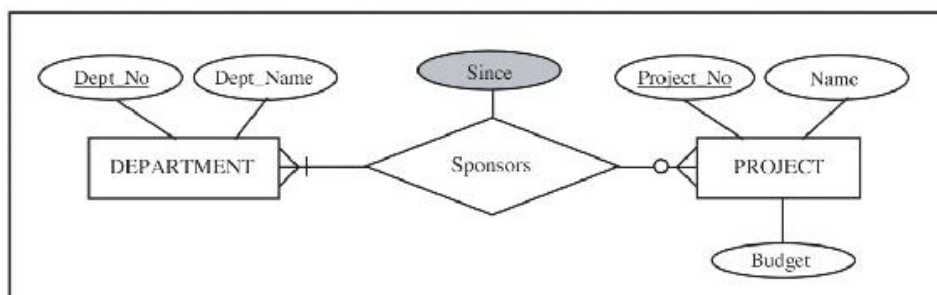 Dept_No
Dept_Name
Since
Project_No
Name
DEPARTMENT
Sponsors
PROJECT
Budget